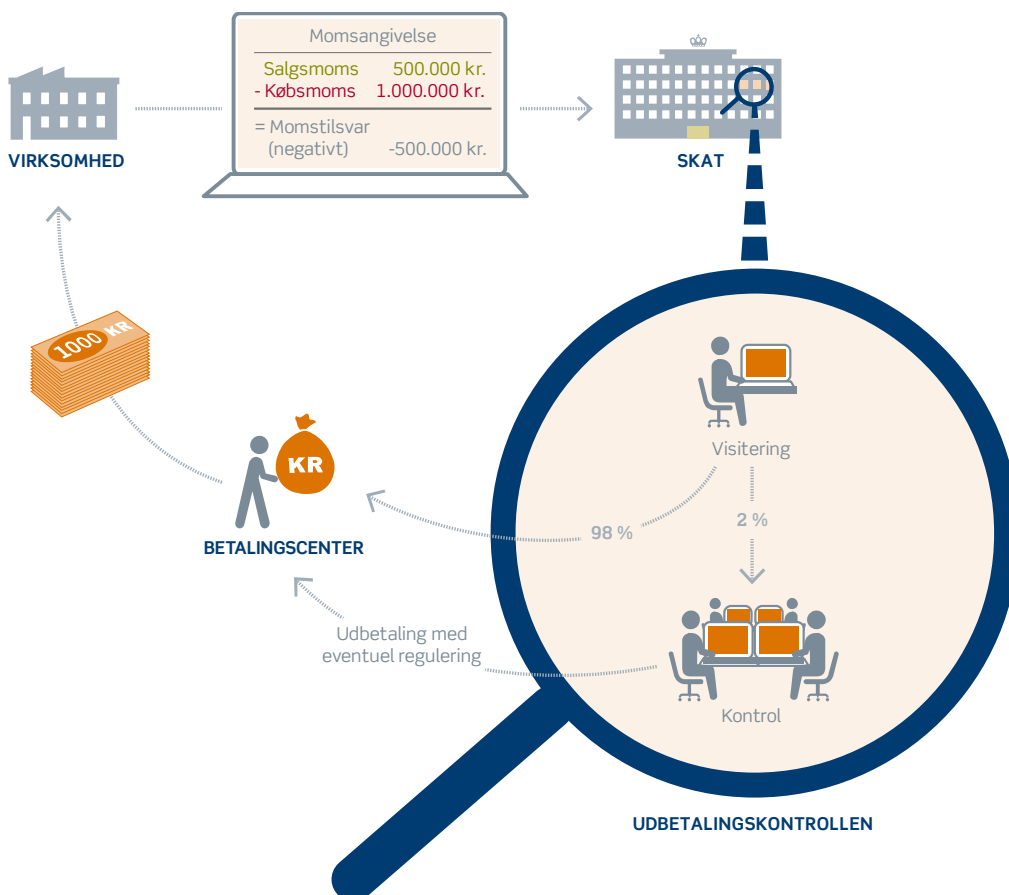 Momsangivelse
Salgsmoms 500.000 kr.
- Købsmoms 1.000.000 kr.
= Momstilsvar
(negativt) -500.000 kr.
VIRKSOMHED
SKAT
1000 KR
KR
Visitering
98 %
2 %
BETALINGSCENTER
Udbetaling med
eventuel regulering
Kontrol
UDBETALINGSKONTROLLEN